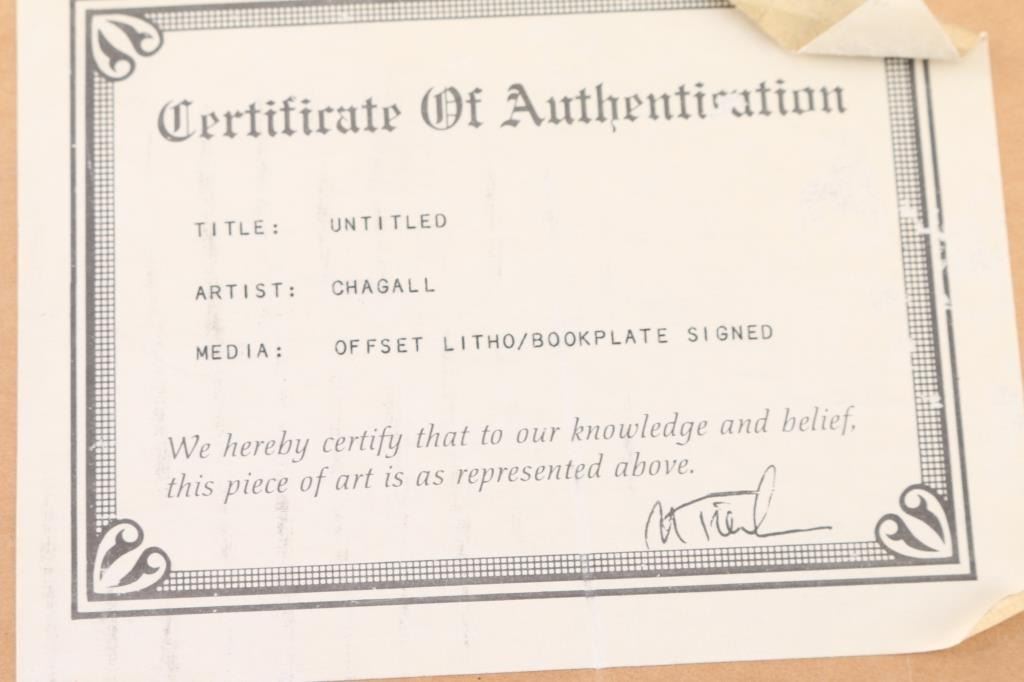 Certificate Of Authentication
TITLE: UNTITLED
ARTIST: CHAGALL
MEDIA: OFFSET LITHO/BOOKPLATE SIGNED
We hereby certify that to our knowledge and belief,
this piece of art is as represented above.